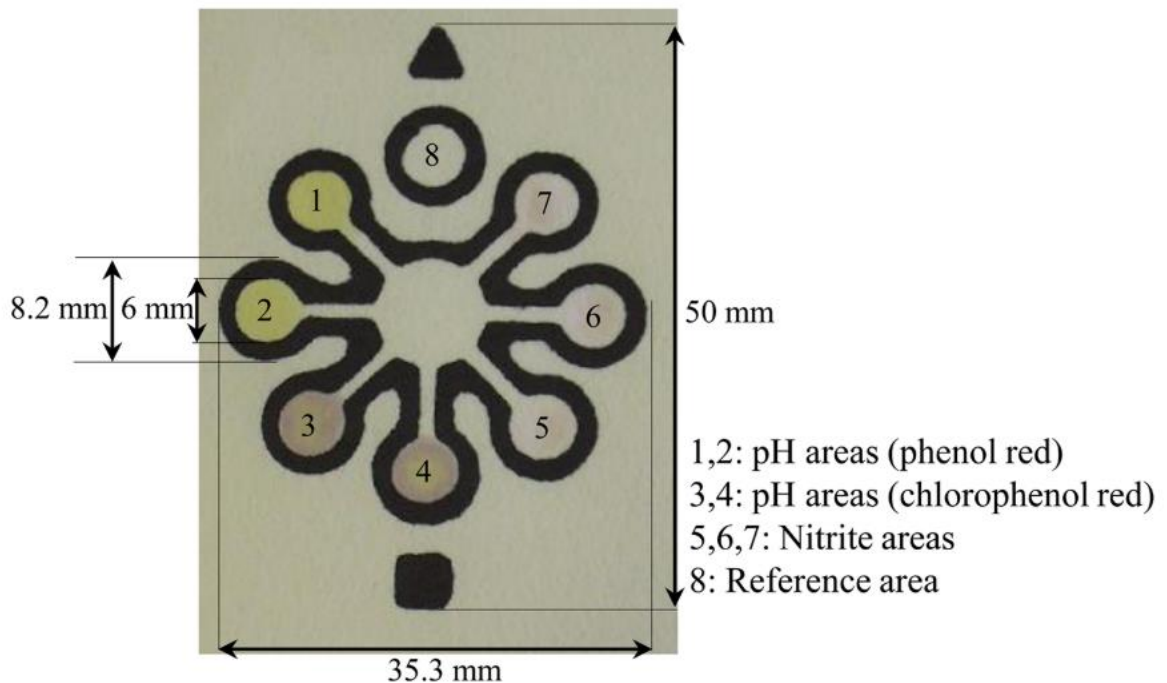 8
1
7
8.2 mm
6 mm
2
6
50 mm
3
5
4
1,2: pH areas (phenol red)
3,4: pH areas (chlorophenol red)
5,6,7: Nitrite areas
8: Reference area
35.3 mm